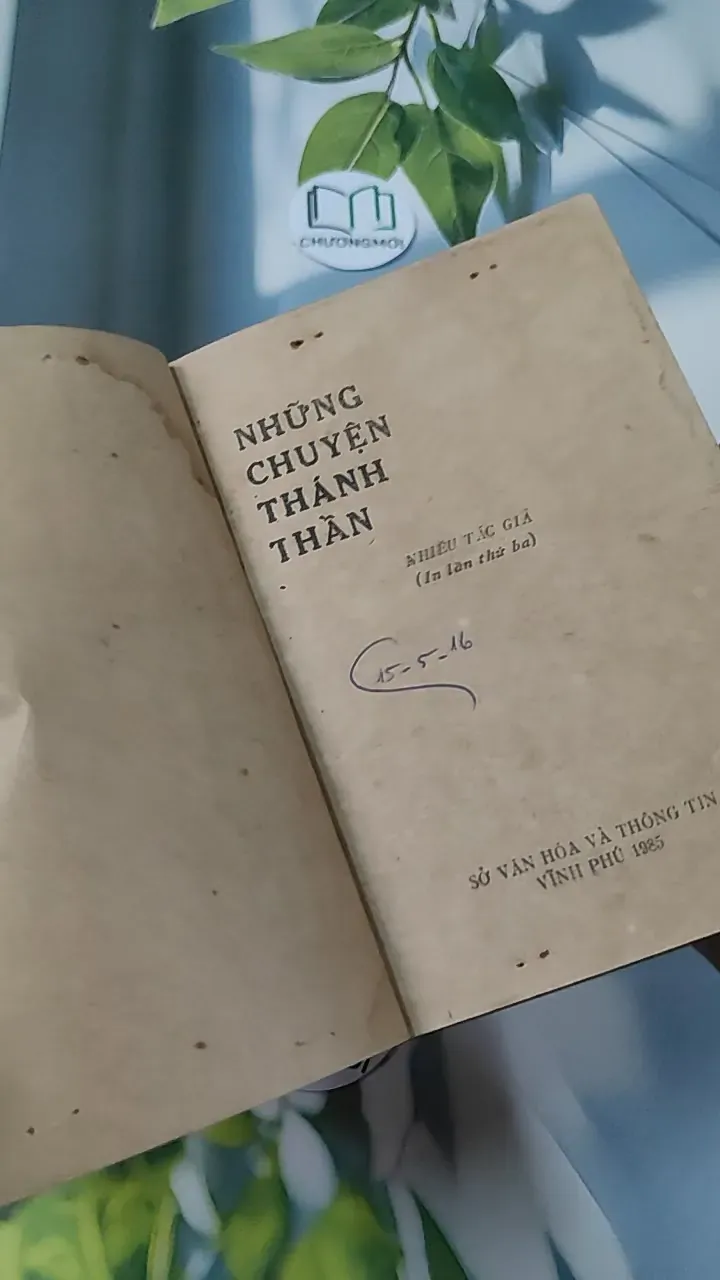 CHƯƠNGMỚI
NHỮNG
CHUYỆN
THÁNH
THẦN
NHIỀU TÁC GIẢ
(In lần thứ ba)
15-5-16
SỞ VĂN HÓA VÀ THÔNG TIN
VĨNH PHÚ 1985